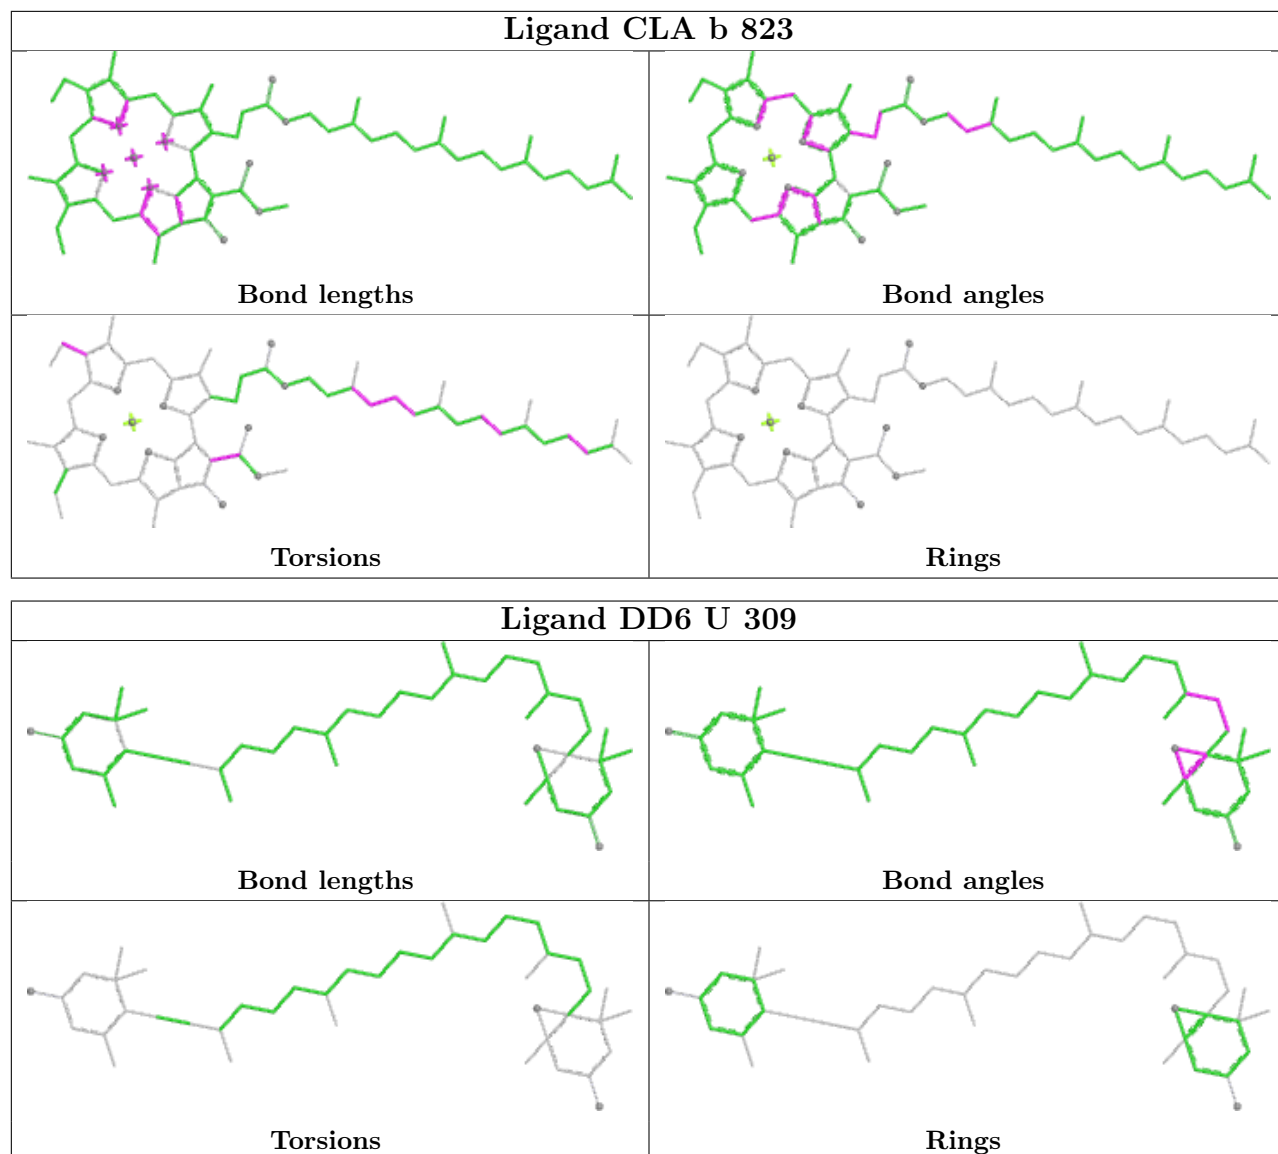 Ligand CLA b 823
Bond lengths
Bond angles
Torsions
Rings
Ligand DD6 U 309
Bond lengths
Bond angles
Torsions
Rings